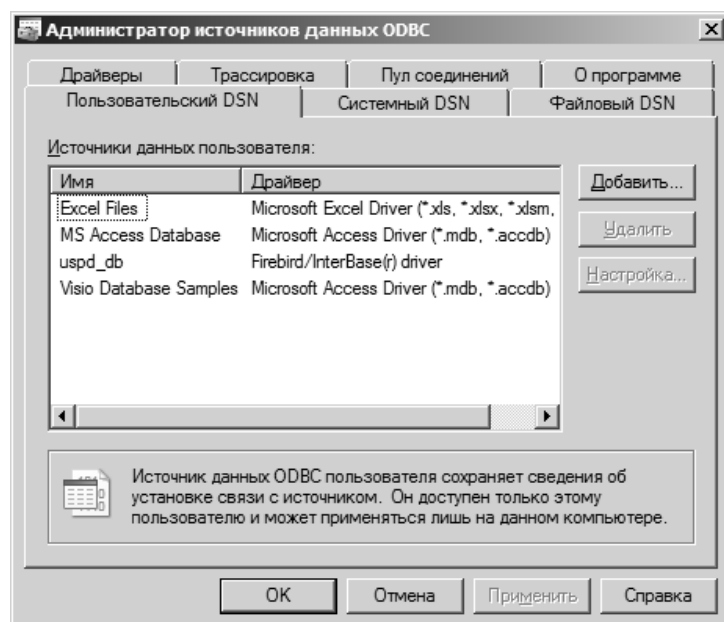 Администратор источников данных ODBC
Драйверы Трассировка Пул соединений О программе
Пользовательский DSN Системный DSN Файловый DSN
Источники данных пользователя:
Имя Драйвер
Excel Files Microsoft Excel Driver (*.xls, *.xlsx, *.xlsm,
MS Access Database Microsoft Access Driver (*.mdb, *.accdb)
uspd_db Firebird/InterBase(r) driver
Visio Database Samples Microsoft Access Driver (*.mdb, *.accdb)
Добавить...
Удалить
Настройка...
Источник данных ODBC пользователя сохраняет сведения об
установке связи с источником. Он доступен только этому
пользователю и может применяться лишь на данном компьютере.
OK Отмена Применить Справка